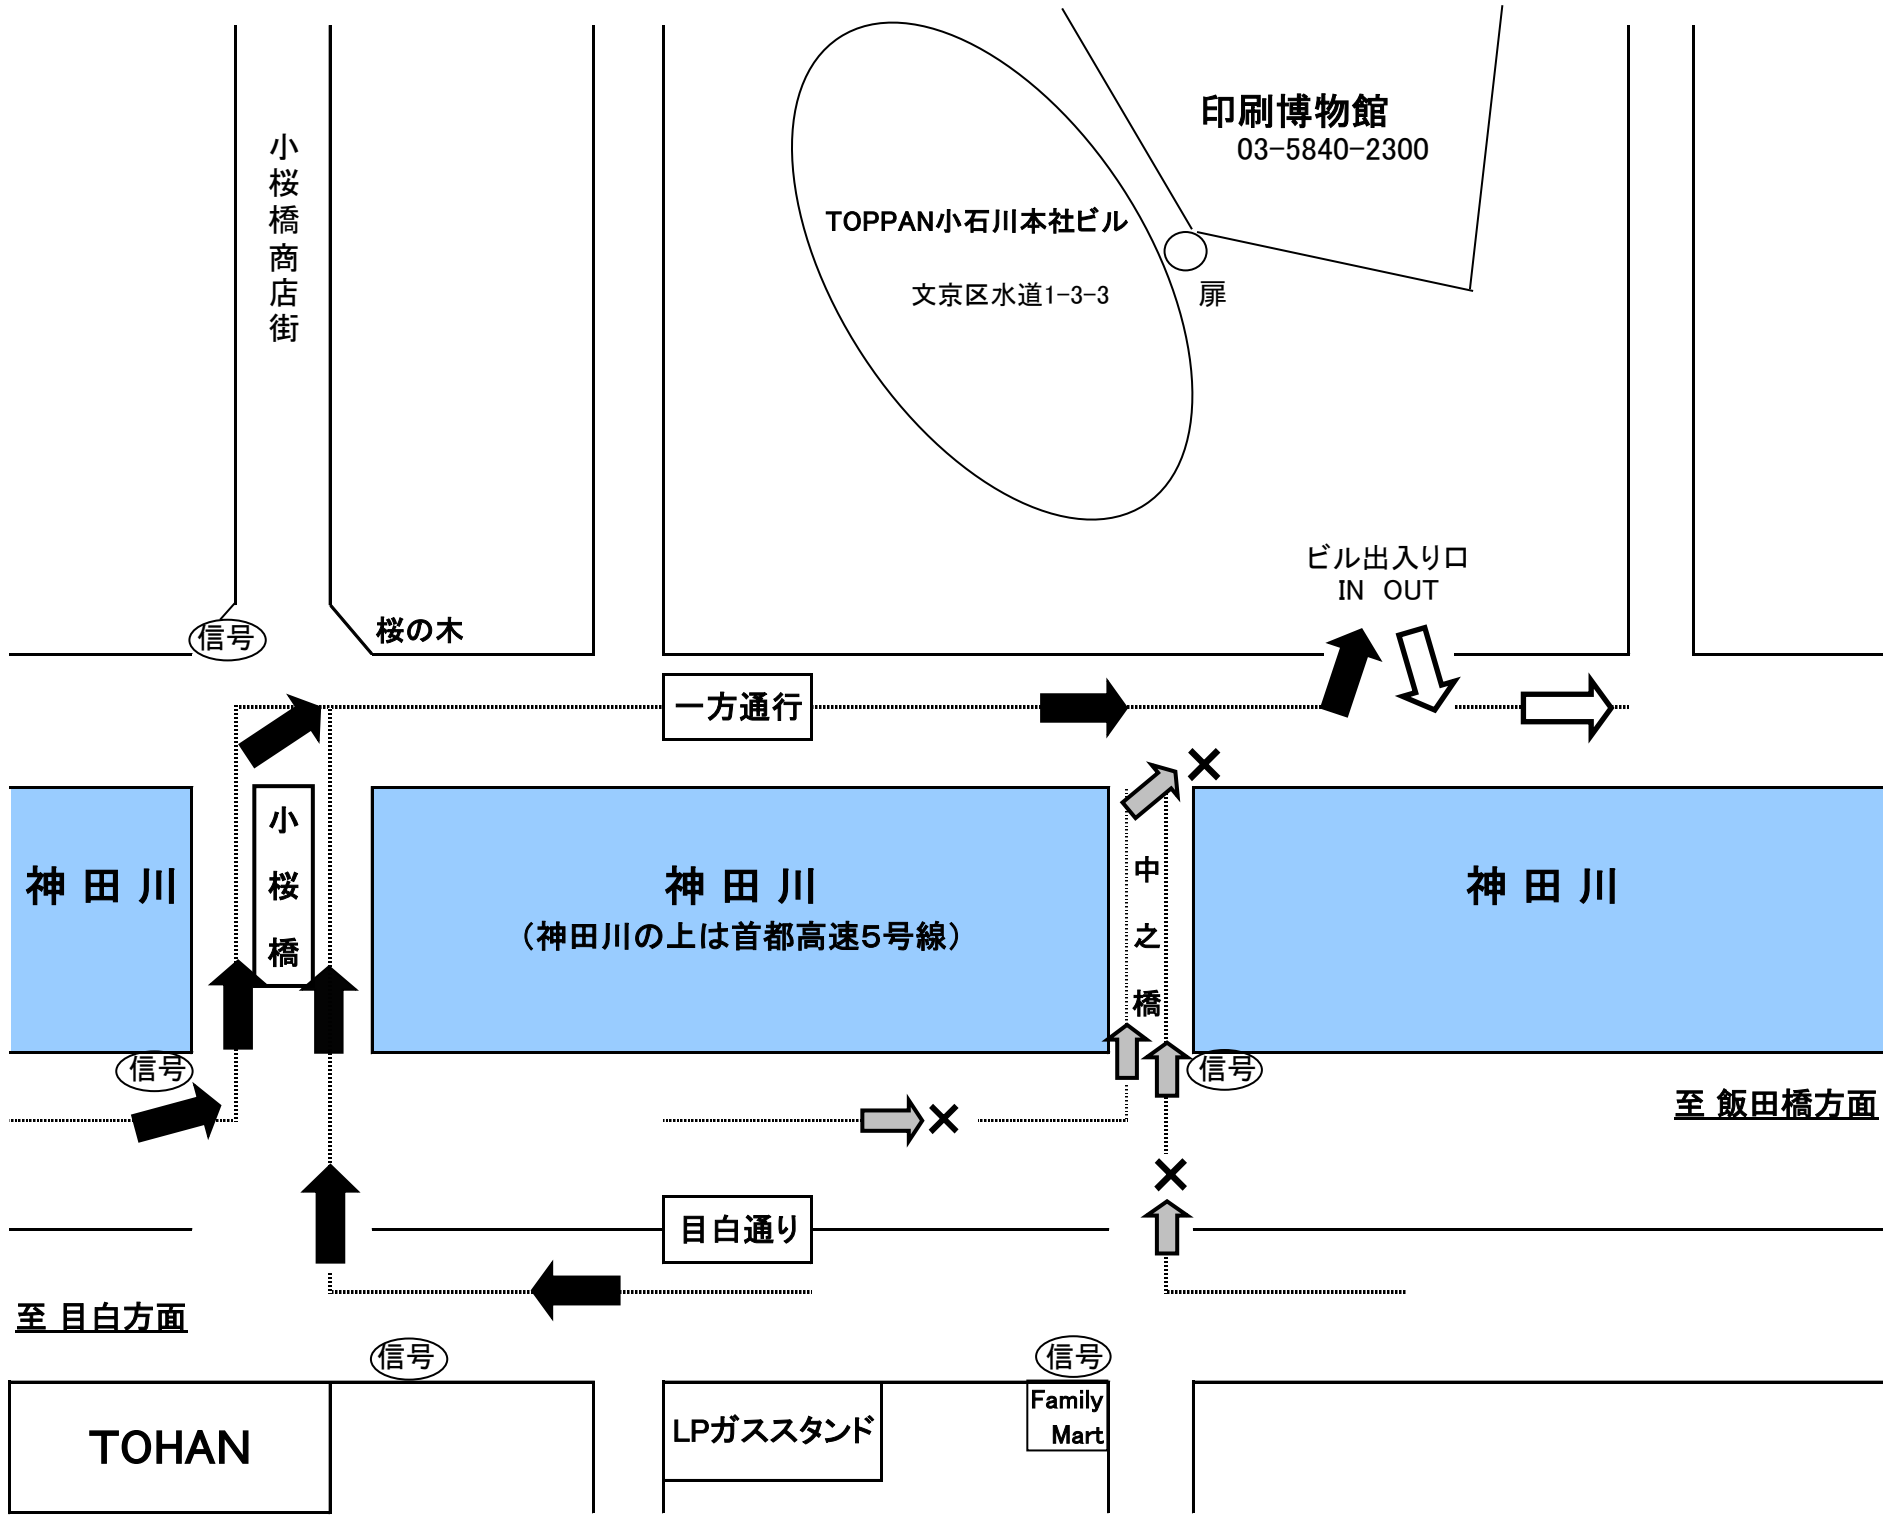 印刷博物館
03-5840-2300
小桜橋商店街
TOPPAN小石川本社ビル
文京区水道1-3-3
扉
ビル出入り口
IN OUT
信号
桜の木
一方通行
小桜橋
神田川
神田川
(神田川の上は首都高速5号線)
中之橋
神田川
信号
信号
至 飯田橋方面
目白通り
至 目白方面
信号
信号
TOHAN
LPガススタンド
Family
Mart